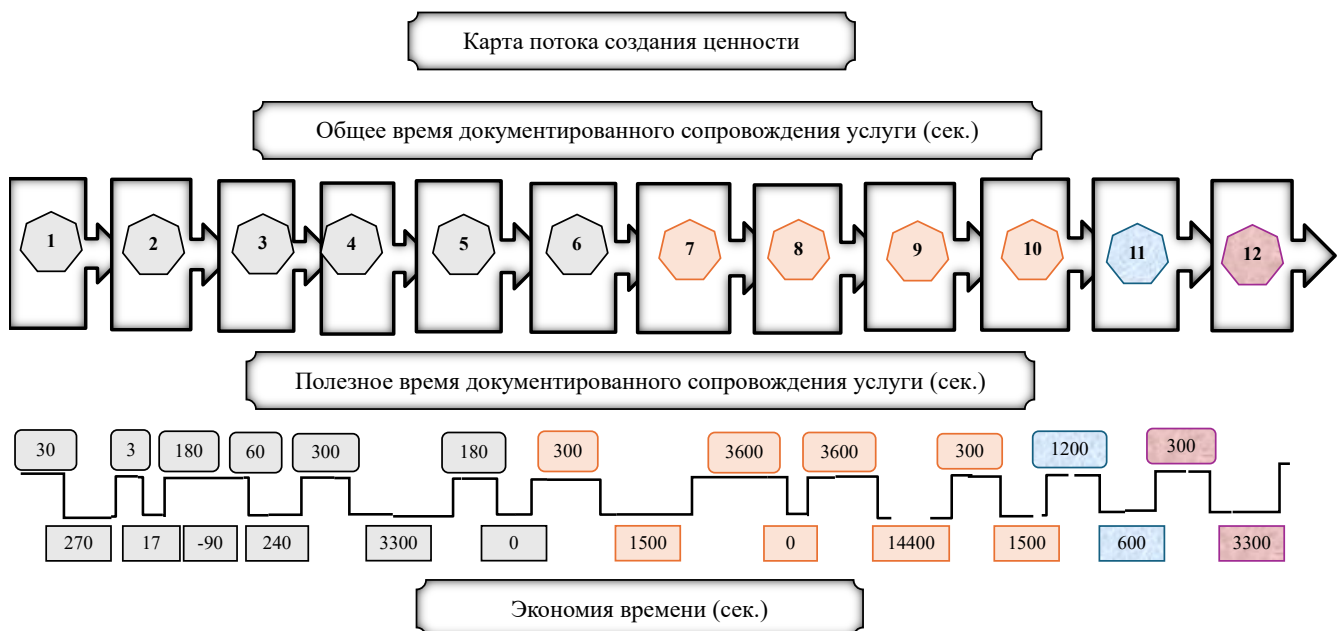 Карта потока создания ценности
Общее время документированного сопровождения услуги (сек.)
1 2 3 4 5 6 7 8 9 10 11 12
Полезное время документированного сопровождения услуги (сек.)
30 3 180 60 300 180 300 3600 3600 300 1200 300
270 17 -90 240 3300 0 1500 0 14400 1500 600 3300
Экономия времени (сек.)